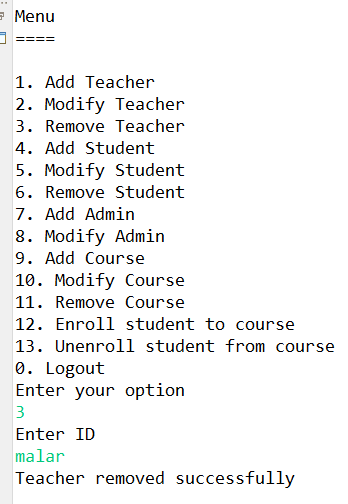 Menu
====
1. Add Teacher
2. Modify Teacher
3. Remove Teacher
4. Add Student
5. Modify Student
6. Remove Student
7. Add Admin
8. Modify Admin
9. Add Course
10. Modify Course
11. Remove Course
12. Enroll student to course
13. Unenroll student from course
0. Logout
Enter your option
3
Enter ID
malar
Teacher removed successfully